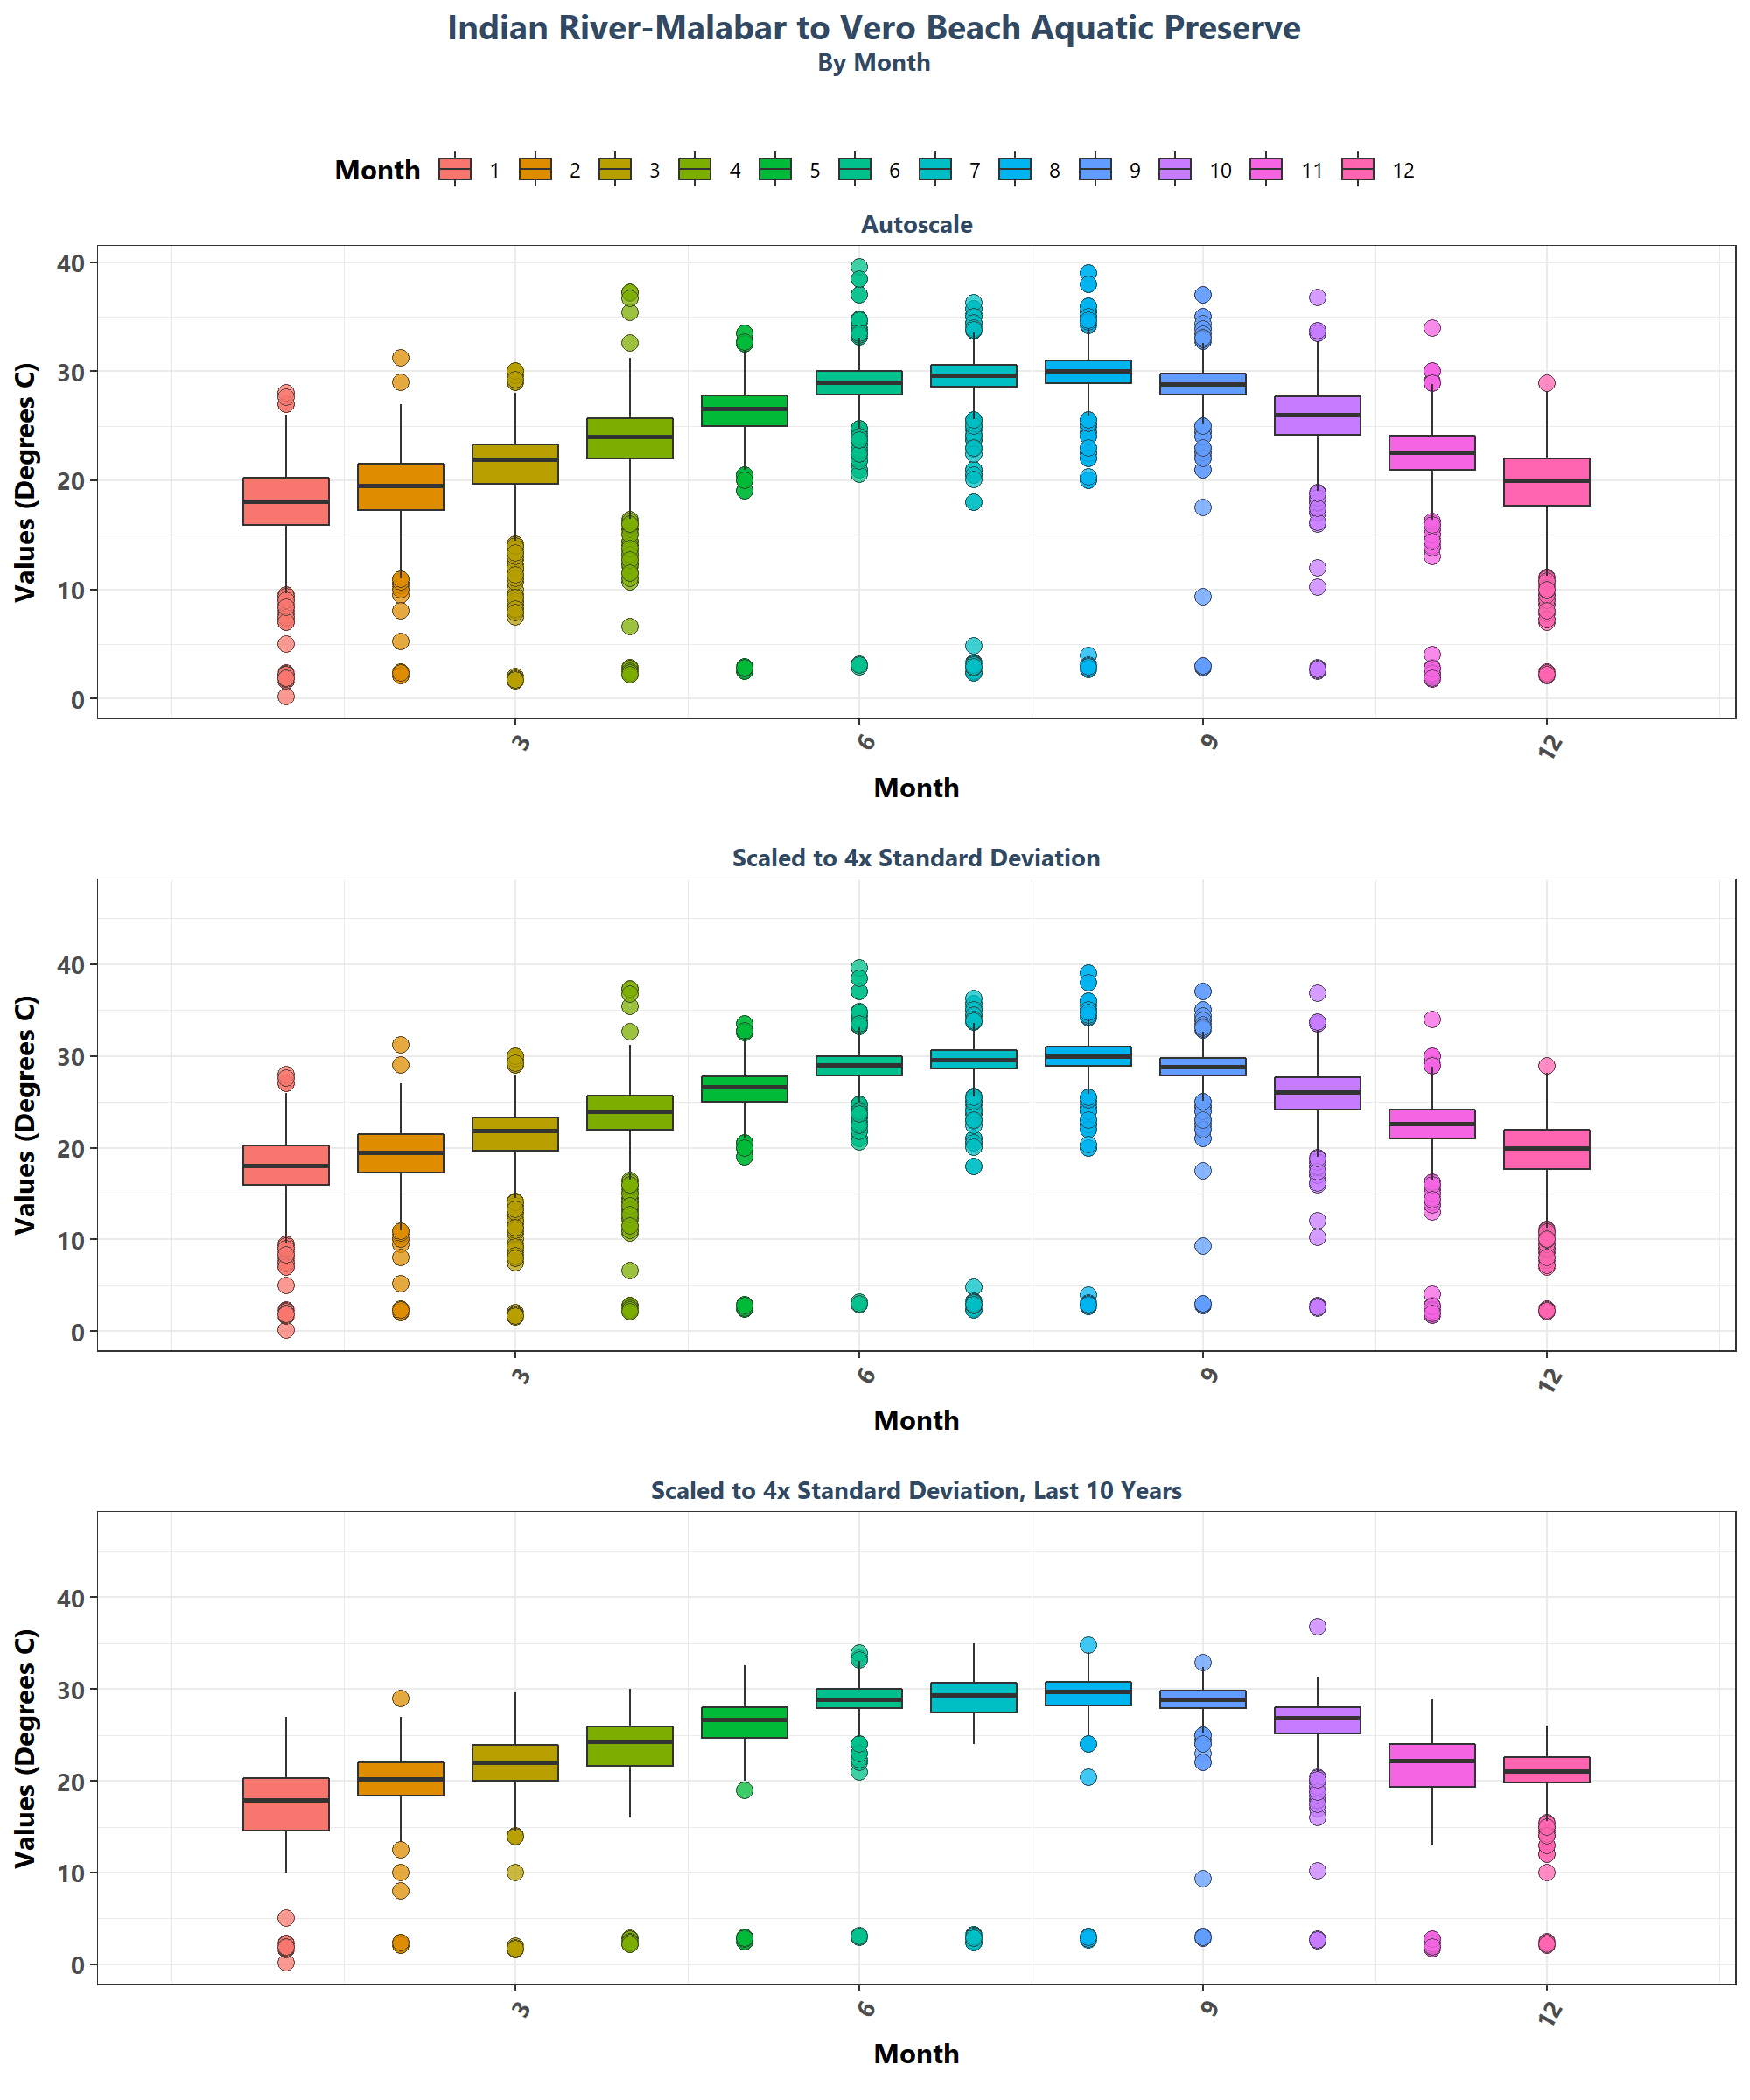 Indian River-Malabar to Vero Beach Aquatic Preserve
By Month
Month 1 2 3 4 5 6 7 8 9 10 11 12
Autoscale
Values (Degrees C)
40
30
20
10
0
3 6 9 12
Month
Scaled to 4x Standard Deviation
Values (Degrees C)
40
30
20
10
0
3 6 9 12
Month
Scaled to 4x Standard Deviation, Last 10 Years
Values (Degrees C)
40
30
20
10
0
3 6 9 12
Month